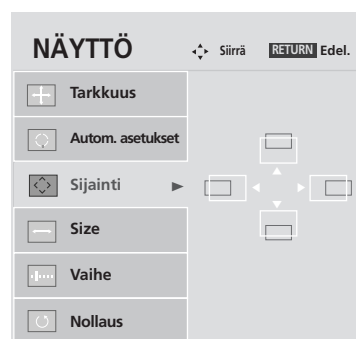 NÄYTTÖ Siirrä RETURN Edel.
Tarkkuus
Autom. asetukset
Sijainti
Size
Vaihe
Nollaus